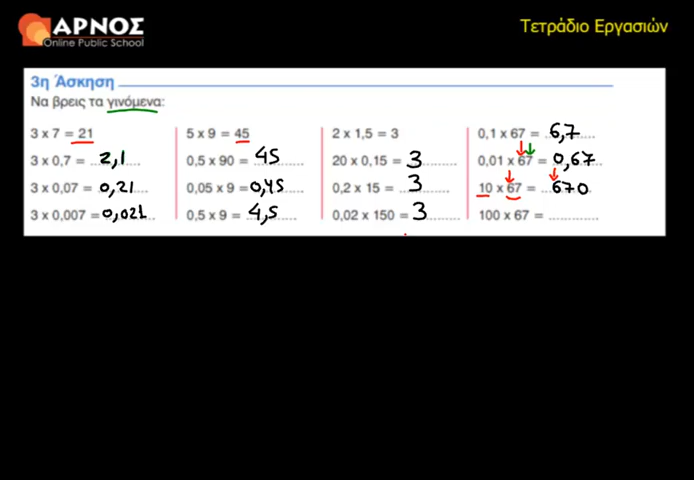 ΑΡΝΟΣ
Online Public School
Τετράδιο Εργασιών
3η Άσκηση
Να βρεις τα γινόμενα:
3 x 7 = 21
5 x 9 = 45
2 x 1,5 = 3
0,1 x 67 = 6,7
3 x 0,7 = 2,1
0,5 x 90 = 45
20 x 0,15 = 3
0,01 x 67 = 0,67
3 x 0,07 = 0,21
0,05 x 9 = 0,45
0,2 x 15 = 3
10 x 67 = 670
3 x 0,007 = 0,021
0,5 x 9 = 4,5
0,02 x 150 = 3
100 x 67 =